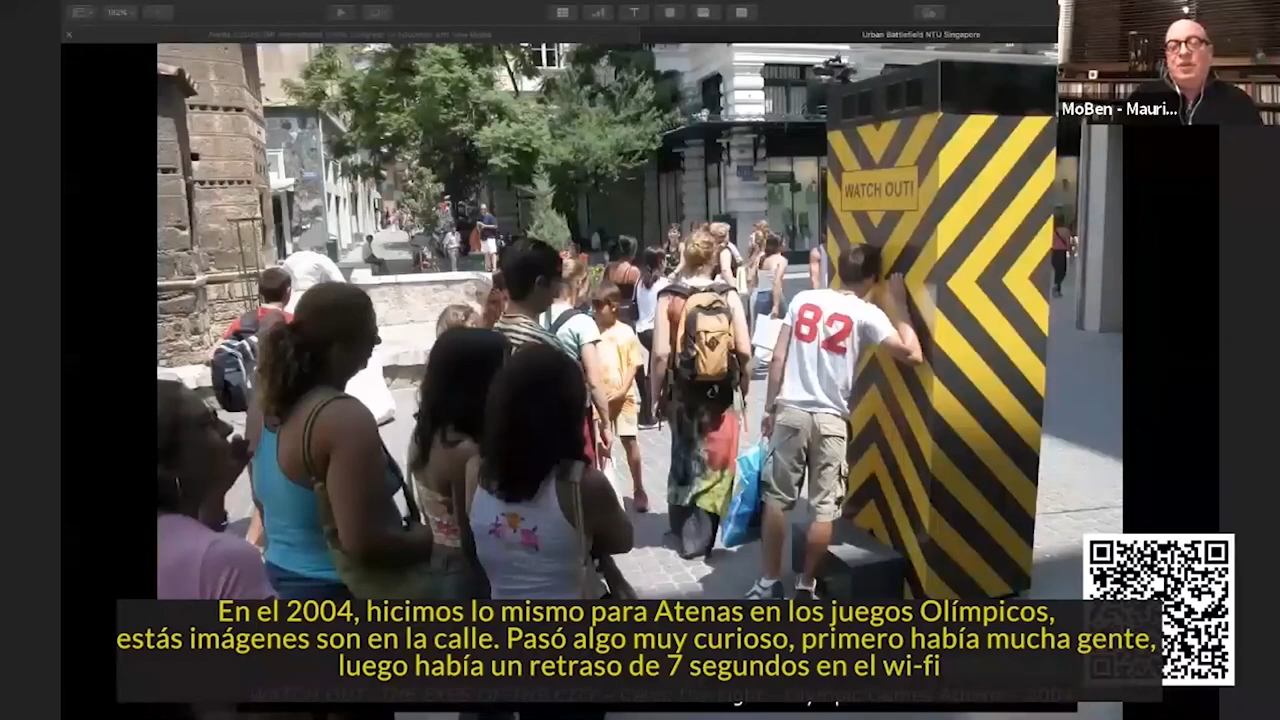 192%
Urban Battlefield NTU Singapore
MoBen - Mauri...
WATCH OUT!
82
En el 2004, hicimos lo mismo para Atenas en los juegos Olímpicos,
estás imágenes son en la calle. Pasó algo muy curioso, primero había mucha gente,
luego había un retraso de 7 segundos en el wi-fi